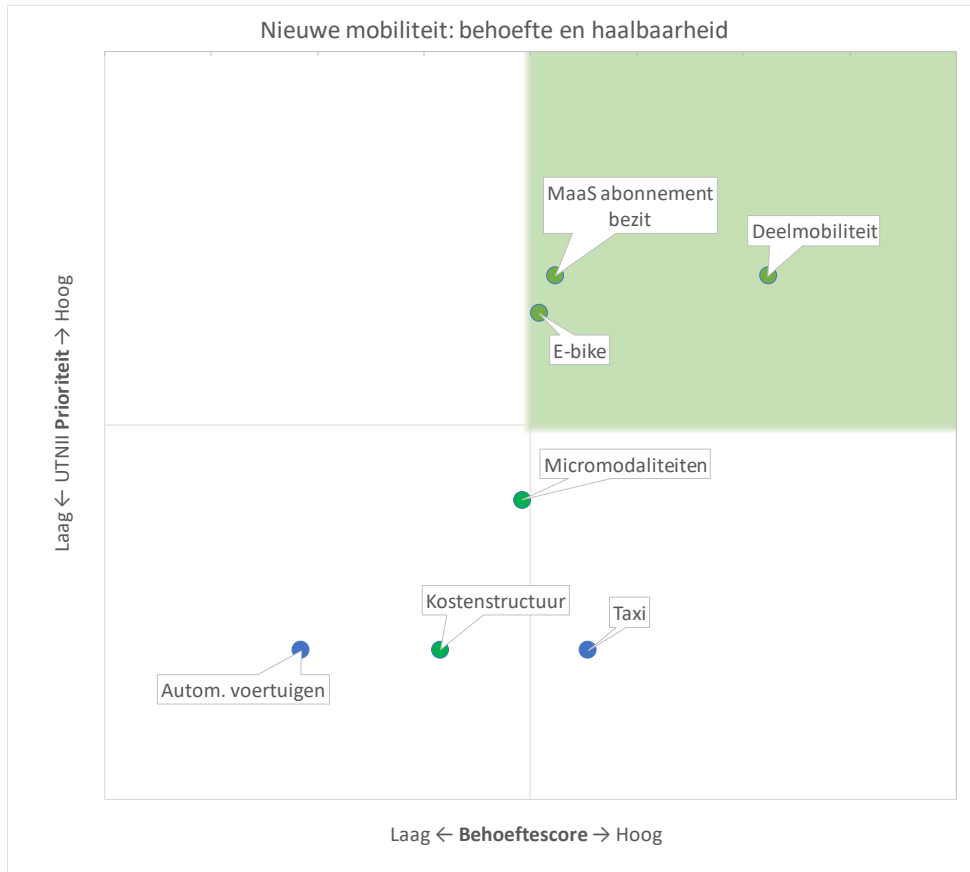 Nieuwe mobiliteit: behoefte en haalbaarheid
MaaS abonnement
bezit
Deelmobiliteit
E-bike
Laag ← UTNII Prioriteit → Hoog
Micromodaliteiten
Kostenstructuur
Taxi
Autom. voertuigen
Laag ← Behoeftescore → Hoog